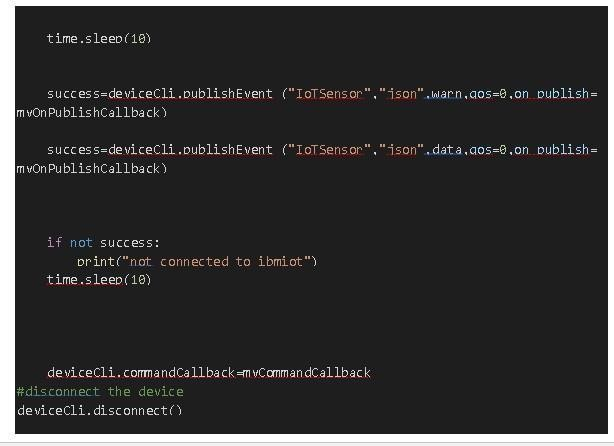 time.sleep(10)
success=deviceCli.publishEvent ("IoTSensor","json",warn,qos=0,on_publish=
myOnPublishCallback)
success=deviceCli.publishEvent ("IoTSensor","json",data,qos=0,on_publish=
myOnPublishCallback)
if not success:
print("not connected to ibmiot")
time.sleep(10)
deviceCli.commandCallback=myCommandCallback
#disconnect the device
deviceCli.disconnect()